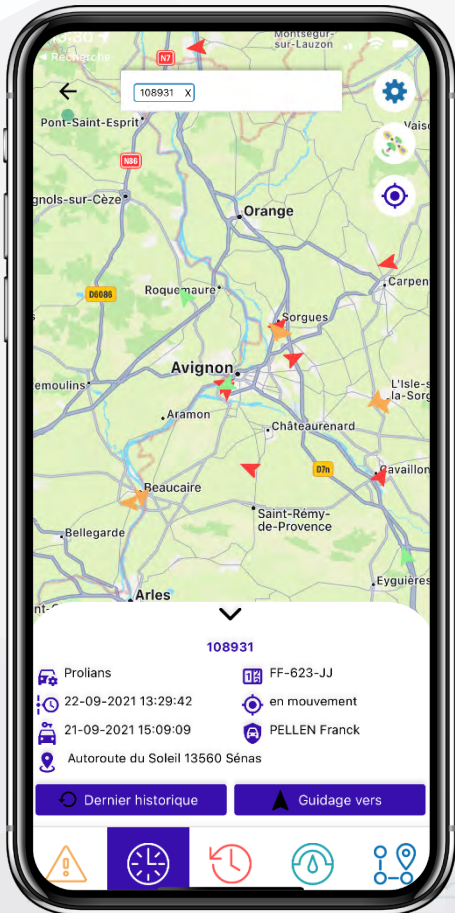 Montségur-
sur-Lauzon
Recherche
N7
108931 X
Pont-Saint-Esprit
N86
gnols-sur-Cèze
Orange
D6086
Roquemaure
Carpen
Sorgues
Avignon
emoulins
L'Isle-s
la-Sorg
Aramon
Châteaurenard
D7n
Cavaillon
Beaucaire
Saint-Rémy-
de-Provence
Bellegarde
Eyguières
Arles
108931
Prolians
FF-623-JJ
22-09-2021 13:29:42
en mouvement
21-09-2021 15:09:09
PELLEN Franck
Autoroute du Soleil 13560 Sénas
Dernier historique
Guidage vers